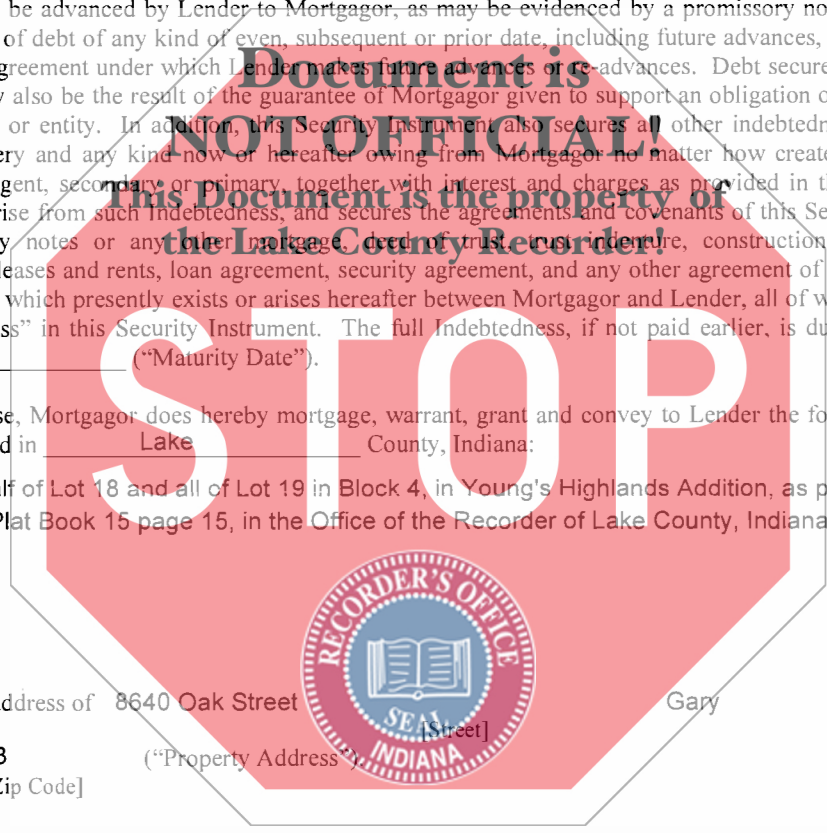 be advanced by Lender to Mortgagor, as may be evidenced by a promissory no
of debt of any kind of even, subsequent or prior date, including future advances,
greement under which Lender makes future advances or re-advances. Debt secure
Document is
also be the result of the guarantee of Mortgagor given to support an obligation o
or entity. In addition, this Security Instrument also secures all other indebtedn
NOT OFFICIAL!
ery and any kind now or hereafter owing from Mortgagor no matter how create
gent, secondary or primary, together with interest and charges as provided in t
This Document is the property of
ise from such Indebtedness, and secures the agreements and covenants of this Se
y notes or any other mortgage, deed of trust, trust indenture, construction
the Lake County Recorder!
leases and rents, loan agreement, security agreement, and any other agreement of
which presently exists or arises hereafter between Mortgagor and Lender, all of w
ss” in this Security Instrument. The full Indebtedness, if not paid earlier, is du
(“Maturity Date”).
STOP
se, Mortgagor does hereby mortgage, warrant, grant and convey to Lender the fo
d in Lake County, Indiana:
lf of Lot 18 and all of Lot 19 in Block 4, in Young's Highlands Addition, as p
Plat Book 15 page 15, in the Office of the Recorder of Lake County, Indiana
RECORDER'S OFFICE
SEAL
INDIANA
ddress of 8640 Oak Street Gary
[Street]
(“Property Address”).
Zip Code]